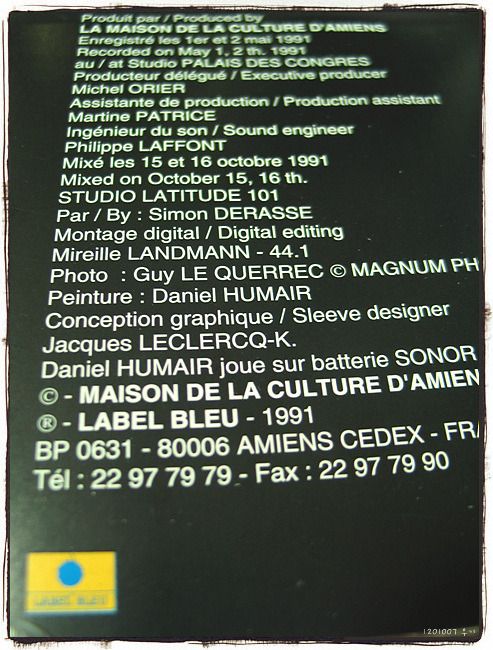 Produit par / Produced by
LA MAISON DE LA CULTURE D'AMIENS
Enregistré les 1er et 2 mai 1991
Recorded on May 1, 2 th. 1991
au / at Studio PALAIS DES CONGRES
Producteur délégué / Executive producer
Michel ORIER
Assistante de production / Production assistant
Martine PATRICE
Ingénieur du son / Sound engineer
Philippe LAFFONT
Mixé les 15 et 16 octobre 1991
Mixed on October 15, 16 th.
STUDIO LATITUDE 101
Par / By : Simon DERASSE
Montage digital / Digital editing
Mireille LANDMANN - 44.1
Photo : Guy LE QUERREC © MAGNUM PH
Peinture : Daniel HUMAIR
Conception graphique / Sleeve designer
Jacques LECLERCQ-K.
Daniel HUMAIR joue sur batterie SONOR
© - MAISON DE LA CULTURE D'AMIEN
® - LABEL BLEU - 1991
BP 0631 - 80006 AMIENS CEDEX - FRA
Tél : 22 97 79 79 - Fax : 22 97 79 90
LABEL BLEU
1201007